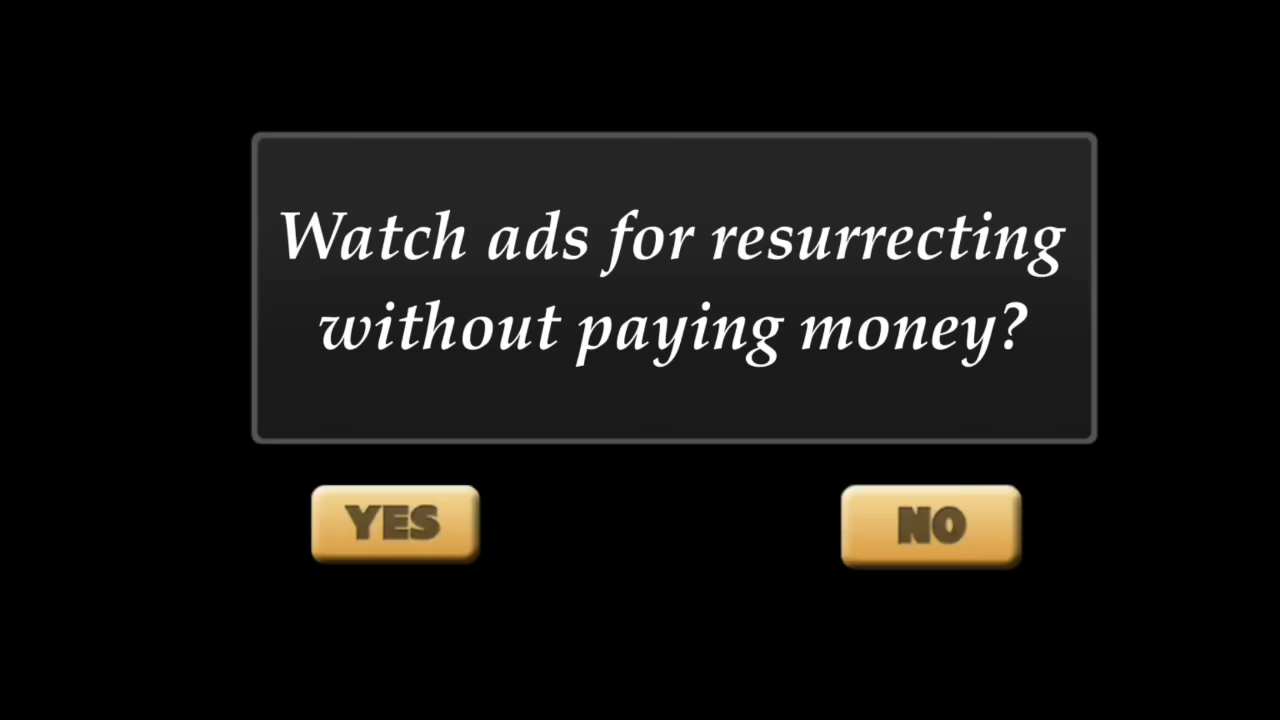 Watch ads for resurrecting
without paying money?
YES
NO